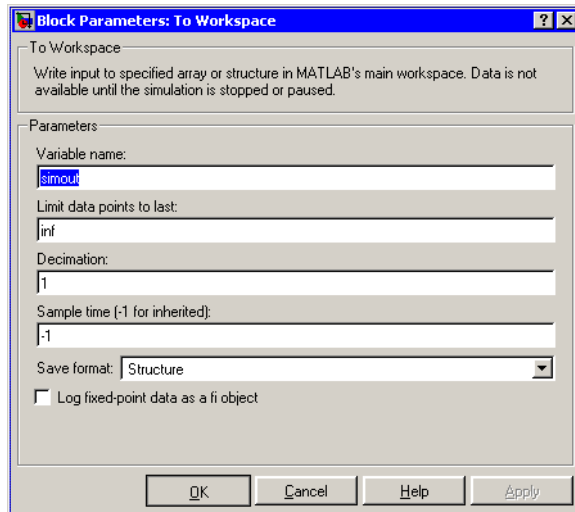 Block Parameters: To Workspace
To Workspace
Write input to specified array or structure in MATLAB's main workspace. Data is not
available until the simulation is stopped or paused.
Parameters
Variable name:
simout
Limit data points to last:
inf
Decimation:
1
Sample time (-1 for inherited):
-1
Save format: Structure
Log fixed-point data as a fi object
OK Cancel Help Apply